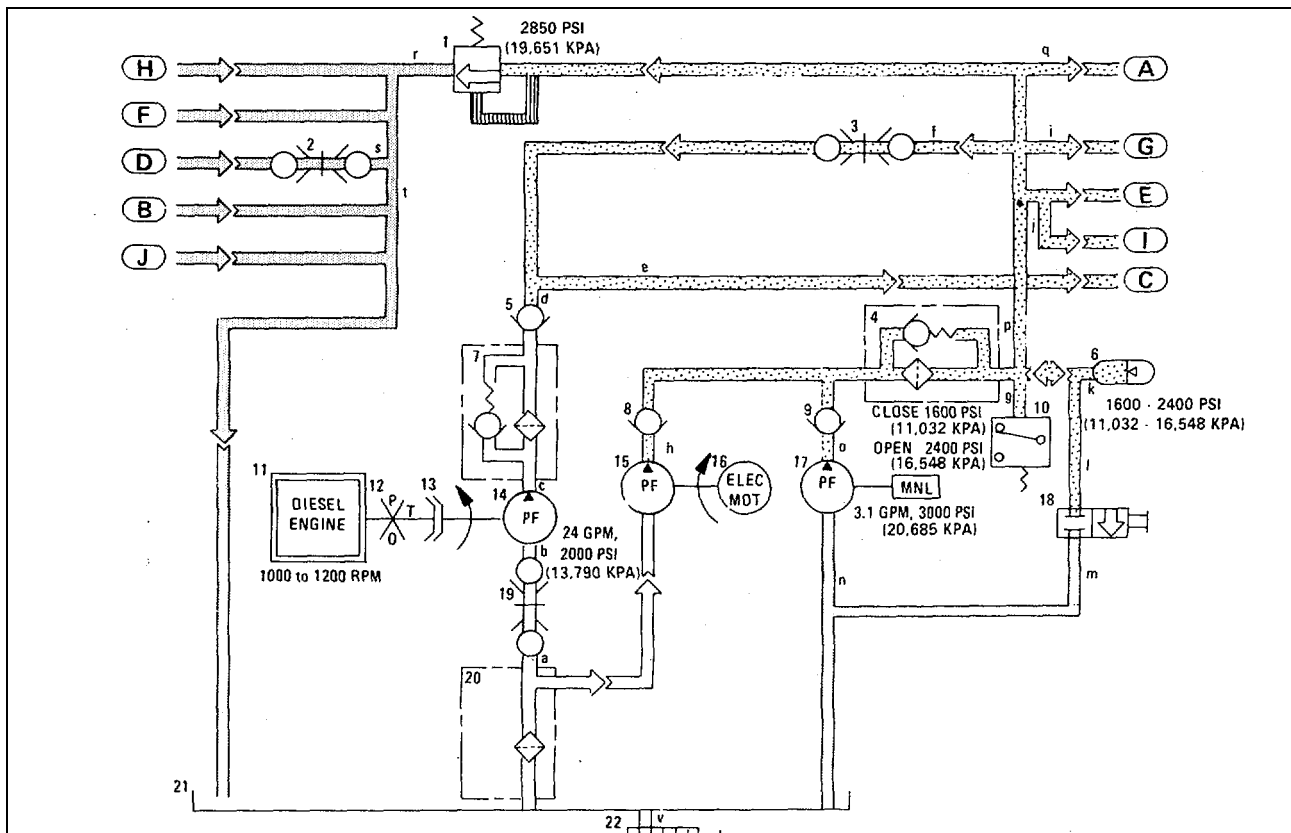 2850 PSI
1
(19,651 KPA)
r
q
H
A
F
3
f
i
G
2
s
D
E
t
j
B
I
J
e
C
5
d
4
p
7
6
k
g
10
1600 - 2400 PSI
(11,032 - 16,548 KPA)
8
9
CLOSE 1600 PSI
(11,032 KPA)
OPEN 2400 PSI
(16,548 KPA)
h
o
l
11
12
13
14
c
15
16
17
18
DIESEL
ENGINE
P
T
O
PF
PF
ELEC
MOT
PF
MNL
3.1 GPM, 3000 PSI
(20,685 KPA)
24 GPM,
2000 PSI
(13,790 KPA)
1000 to 1200 RPM
b
19
n
m
a
20
21
22
v